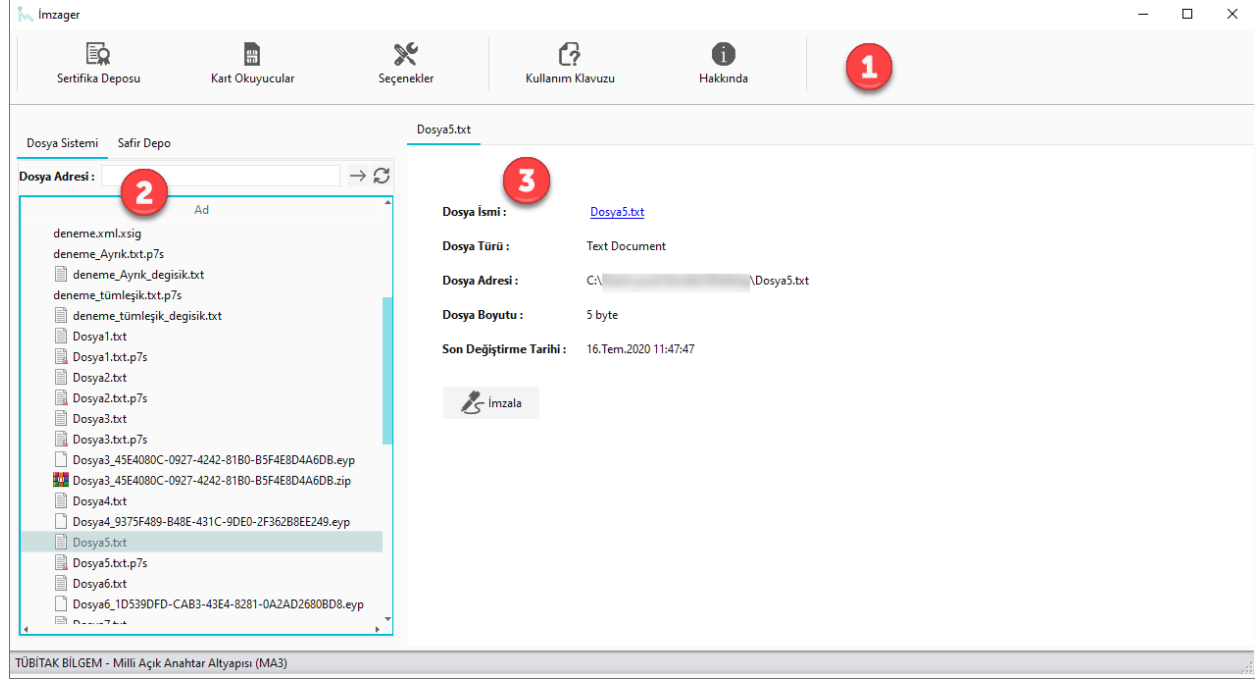 İmzager
Sertifika Deposu
Kart Okuyucular
Seçenekler
Kullanım Klavuzu
Hakkında
1
Dosya Sistemi
Safir Depo
Dosya Adresi :
2
Ad
deneme.xml.xsig
deneme_Ayrık.txt.p7s
deneme_Ayrık_degisik.txt
deneme_tümleşik.txt.p7s
deneme_tümleşik_degisik.txt
Dosya1.txt
Dosya1.txt.p7s
Dosya2.txt
Dosya2.txt.p7s
Dosya3.txt
Dosya3.txt.p7s
Dosya3_45E4080C-0927-4242-81B0-B5F4E8D4A6DB.eyp
Dosya3_45E4080C-0927-4242-81B0-B5F4E8D4A6DB.zip
Dosya4.txt
Dosya4_9375F489-B48E-431C-9DE0-2F362B8EE249.eyp
Dosya5.txt
Dosya5.txt.p7s
Dosya6.txt
Dosya6_1D539DFD-CAB3-43E4-8281-0A2AD2680BD8.eyp
Dosya7.txt
Dosya5.txt
3
Dosya İsmi : Dosya5.txt
Dosya Türü : Text Document
Dosya Adresi : C:\ \Dosya5.txt
Dosya Boyutu : 5 byte
Son Değiştirme Tarihi : 16.Tem.2020 11:47:47
İmzala
TÜBİTAK BİLGEM - Milli Açık Anahtar Altyapısı (MA3)